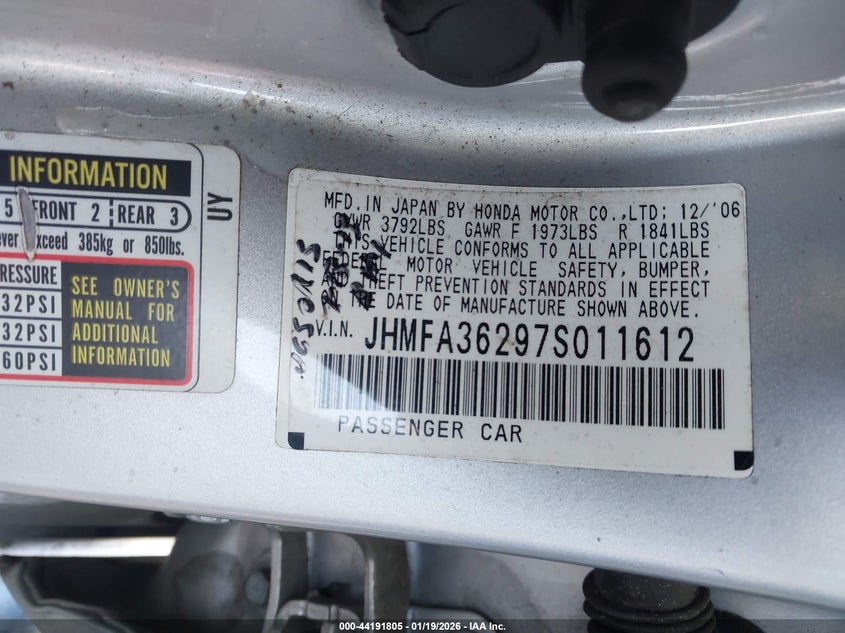 INFORMATION
5 FRONT 2 REAR 3
ever exceed 385kg or 850lbs.
PRESSURE
32PSI
32PSI
60PSI
SEE OWNER'S
MANUAL FOR
ADDITIONAL
INFORMATION
UY
MFD. IN JAPAN BY HONDA MOTOR CO.,LTD; 12/'06
GVWR 3792LBS GAWR F 1973LBS R 1841LBS
THIS VEHICLE CONFORMS TO ALL APPLICABLE
FEDERAL MOTOR VEHICLE SAFETY, BUMPER,
AND THEFT PREVENTION STANDARDS IN EFFECT
ON THE DATE OF MANUFACTURE SHOWN ABOVE.
V.I.N. JHMFA36297S011612
PASSENGER CAR
000-44191805 - 01/19/2026 - IAA, Inc.